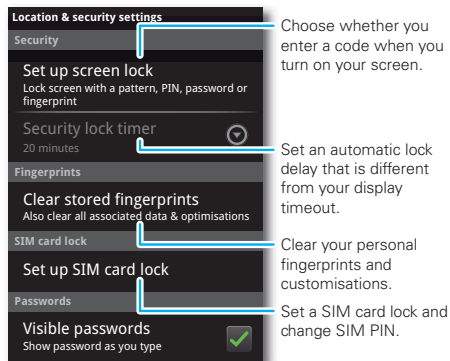 Location & security settings
Security
Set up screen lock
Lock screen with a pattern, PIN, password or
fingerprint
Security lock timer
20 minutes
Fingerprints
Clear stored fingerprints
Also clear all associated data & optimisations
SIM card lock
Set up SIM card lock
Passwords
Visible passwords
Show password as you type
Choose whether you
enter a code when you
turn on your screen.
Set an automatic lock
delay that is different
from your display
timeout.
Clear your personal
fingerprints and
customisations.
Set a SIM card lock and
change SIM PIN.